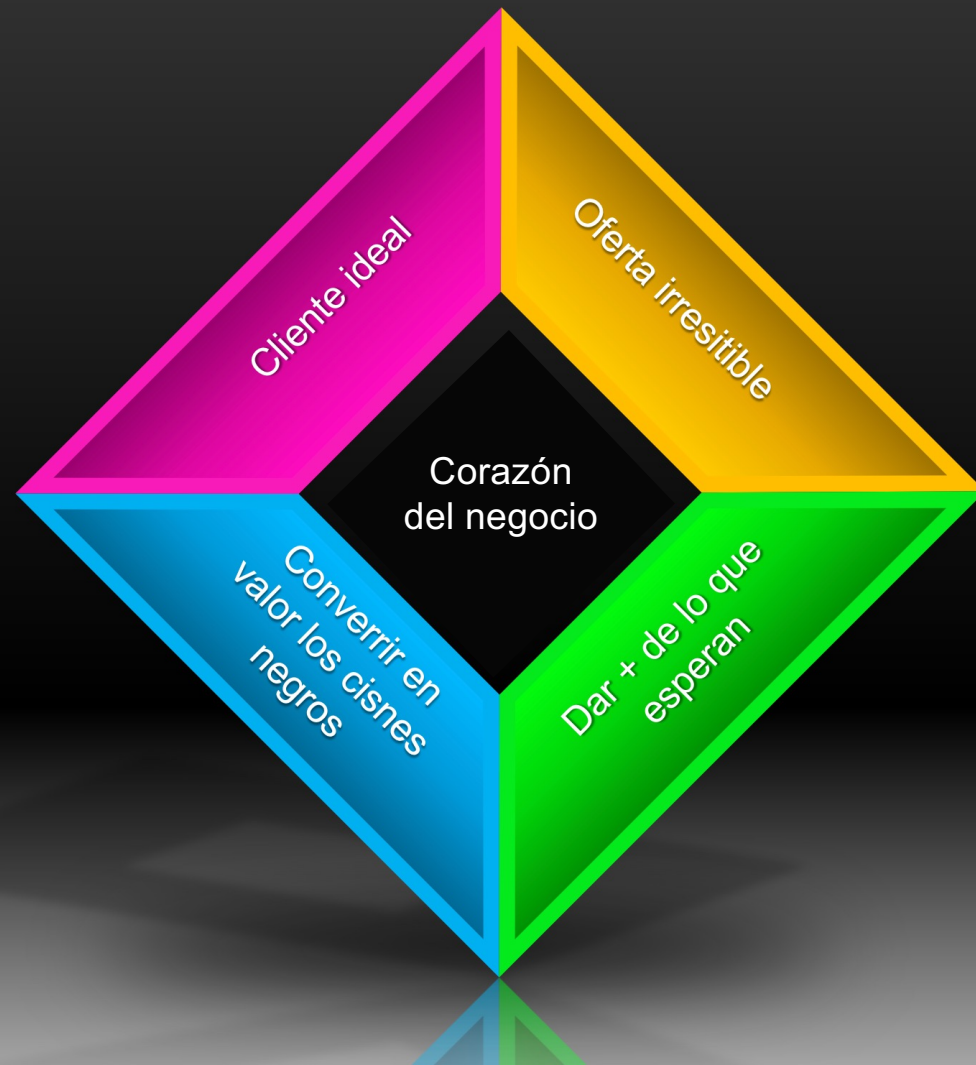 Cliente ideal
Oferta irresitible
Corazón
del negocio
Converrir en
valor los cisnes
negros
Dar + de lo que
esperan